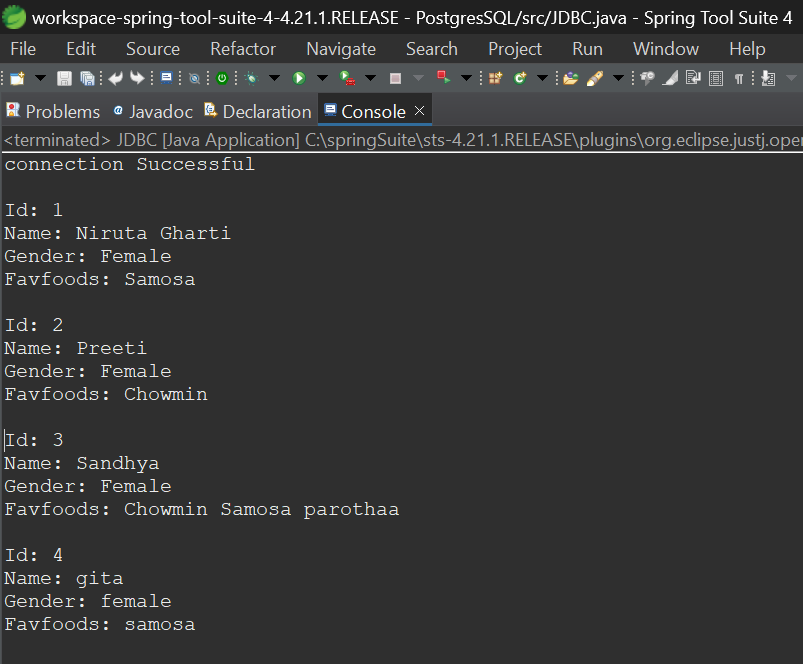 workspace-spring-tool-suite-4-4.21.1.RELEASE - PostgresSQL/src/JDBC.java - Spring Tool Suite 4
File Edit Source Refactor Navigate Search Project Run Window Help
Problems @ Javadoc Declaration Console
<terminated> JDBC [Java Application] C:\springSuite\sts-4.21.1.RELEASE\plugins\org.eclipse.justj.oper
connection Successful
Id: 1
Name: Niruta Gharti
Gender: Female
Favfoods: Samosa
Id: 2
Name: Preeti
Gender: Female
Favfoods: Chowmin
Id: 3
Name: Sandhya
Gender: Female
Favfoods: Chowmin Samosa parothaa
Id: 4
Name: gita
Gender: female
Favfoods: samosa